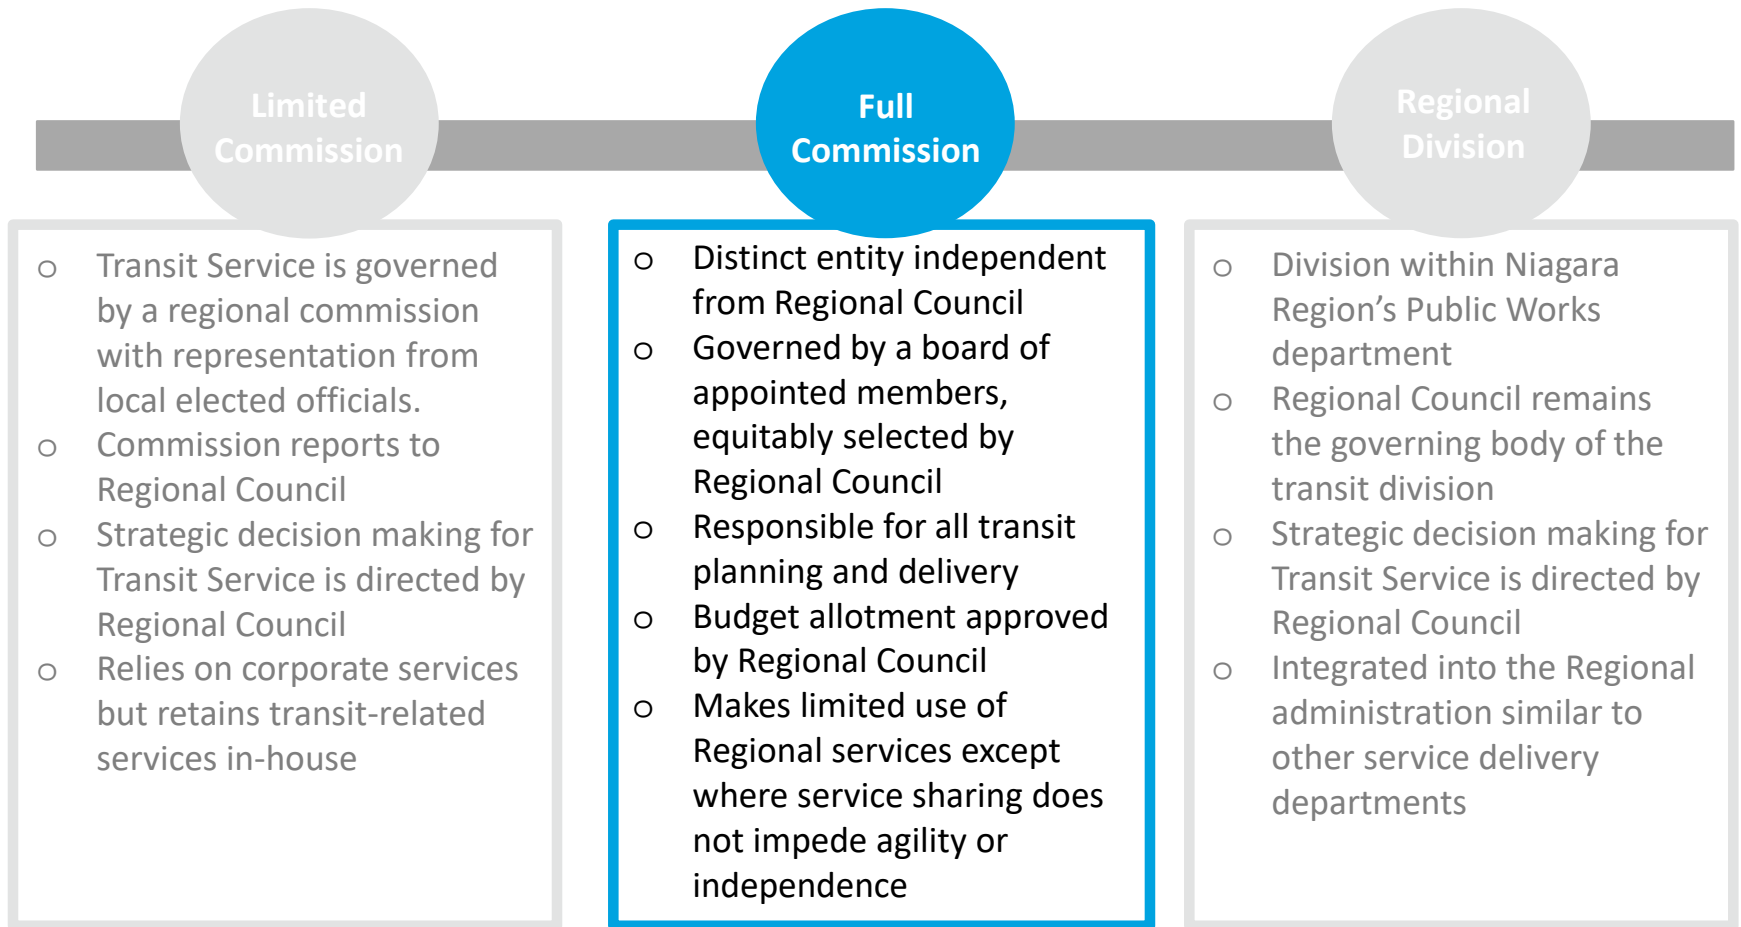 Limited
Commission
Full
Commission
Regional
Division
o Transit Service is governed
by a regional commission
with representation from
local elected officials.
o Commission reports to
Regional Council
o Strategic decision making for
Transit Service is directed by
Regional Council
o Relies on corporate services
but retains transit-related
services in-house
o Distinct entity independent
from Regional Council
o Governed by a board of
appointed members,
equitably selected by
Regional Council
o Responsible for all transit
planning and delivery
o Budget allotment approved
by Regional Council
o Makes limited use of
Regional services except
where service sharing does
not impede agility or
independence
o Division within Niagara
Region’s Public Works
department
o Regional Council remains
the governing body of the
transit division
o Strategic decision making for
Transit Service is directed by
Regional Council
o Integrated into the Regional
administration similar to
other service delivery
departments